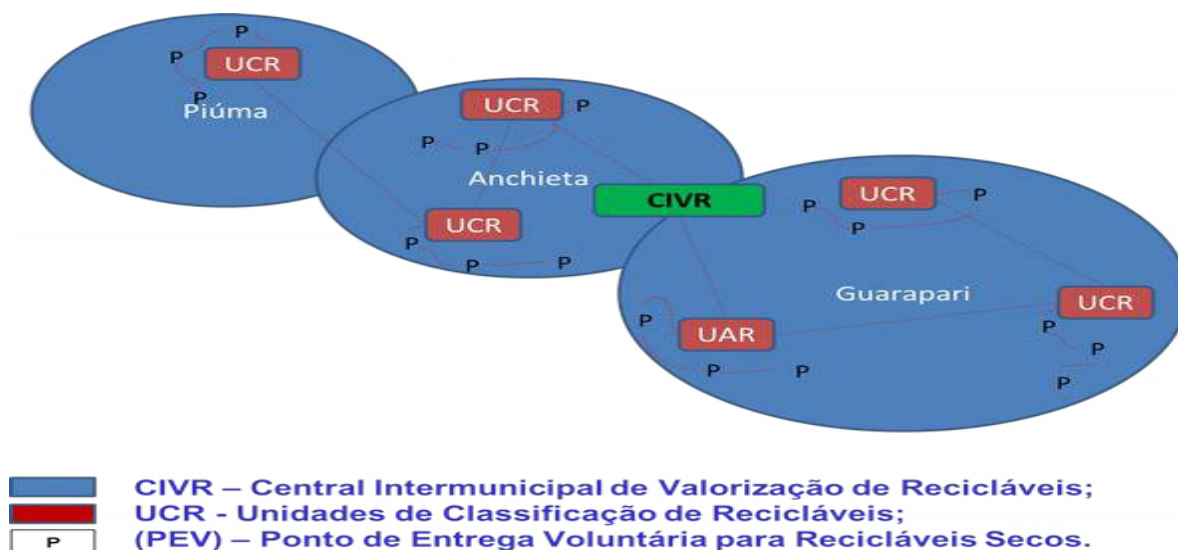 P
P
UCR
P
Piúma
UCR
P
P
P
Anchieta
CIVR
UCR
P
P
P
UCR
P
P
P
Guarapari
UCR
P
UAR
P
P
P
P
P
CIVR – Central Intermunicipal de Valorização de Recicláveis;
UCR - Unidades de Classificação de Recicláveis;
P (PEV) – Ponto de Entrega Voluntária para Recicláveis Secos.